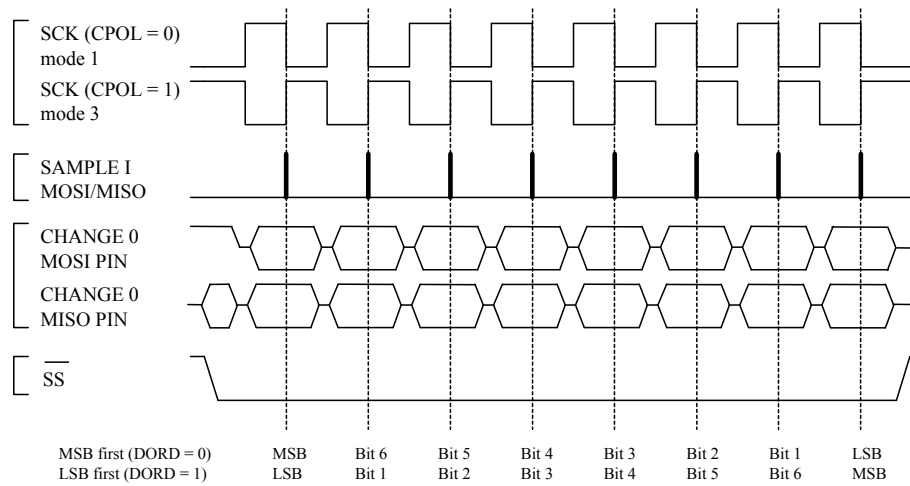 SCK (CPOL = 0)
mode 1
SCK (CPOL = 1)
mode 3
SAMPLE I
MOSI/MISO
CHANGE 0
MOSI PIN
CHANGE 0
MISO PIN
SS
MSB first (DORD = 0) MSB Bit 6 Bit 5 Bit 4 Bit 3 Bit 2 Bit 1 LSB
LSB first (DORD = 1) LSB Bit 1 Bit 2 Bit 3 Bit 4 Bit 5 Bit 6 MSB